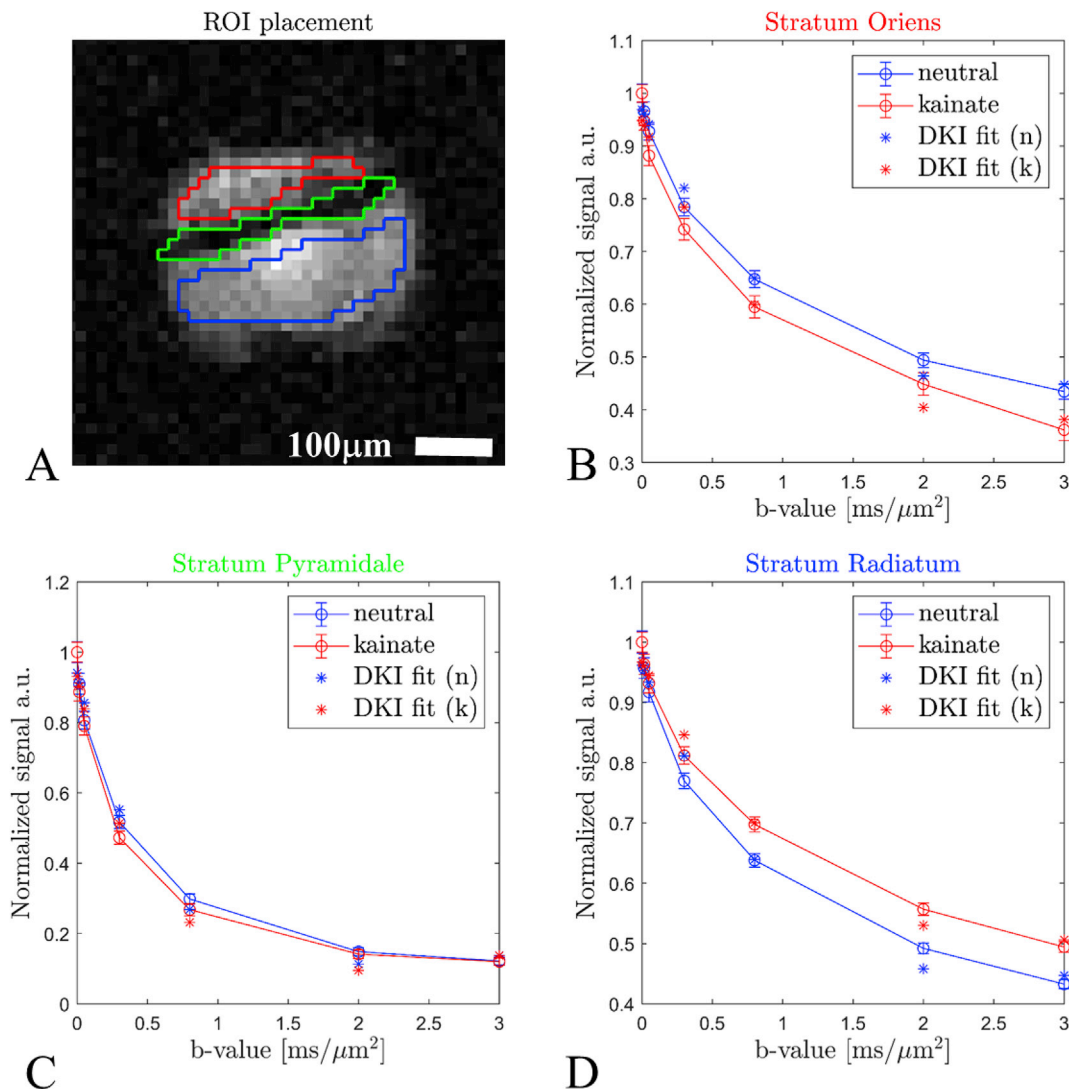 ROI placement
100μm
A
Stratum Oriens
1.1
1
0.9
0.8
0.7
0.6
0.5
0.4
0.3
0
0.5
1
1.5
2
2.5
3
Normalized signal a.u.
b-value [ms/μm²]
neutral
kainate
DKI fit (n)
DKI fit (k)
B
Stratum Pyramidale
1.2
1
0.8
0.6
0.4
0.2
0
0
0.5
1
1.5
2
2.5
3
Normalized signal a.u.
b-value [ms/μm²]
neutral
kainate
DKI fit (n)
DKI fit (k)
C
Stratum Radiatum
1.1
1
0.9
0.8
0.7
0.6
0.5
0.4
0
0.5
1
1.5
2
2.5
3
Normalized signal a.u.
b-value [ms/μm²]
neutral
kainate
DKI fit (n)
DKI fit (k)
D